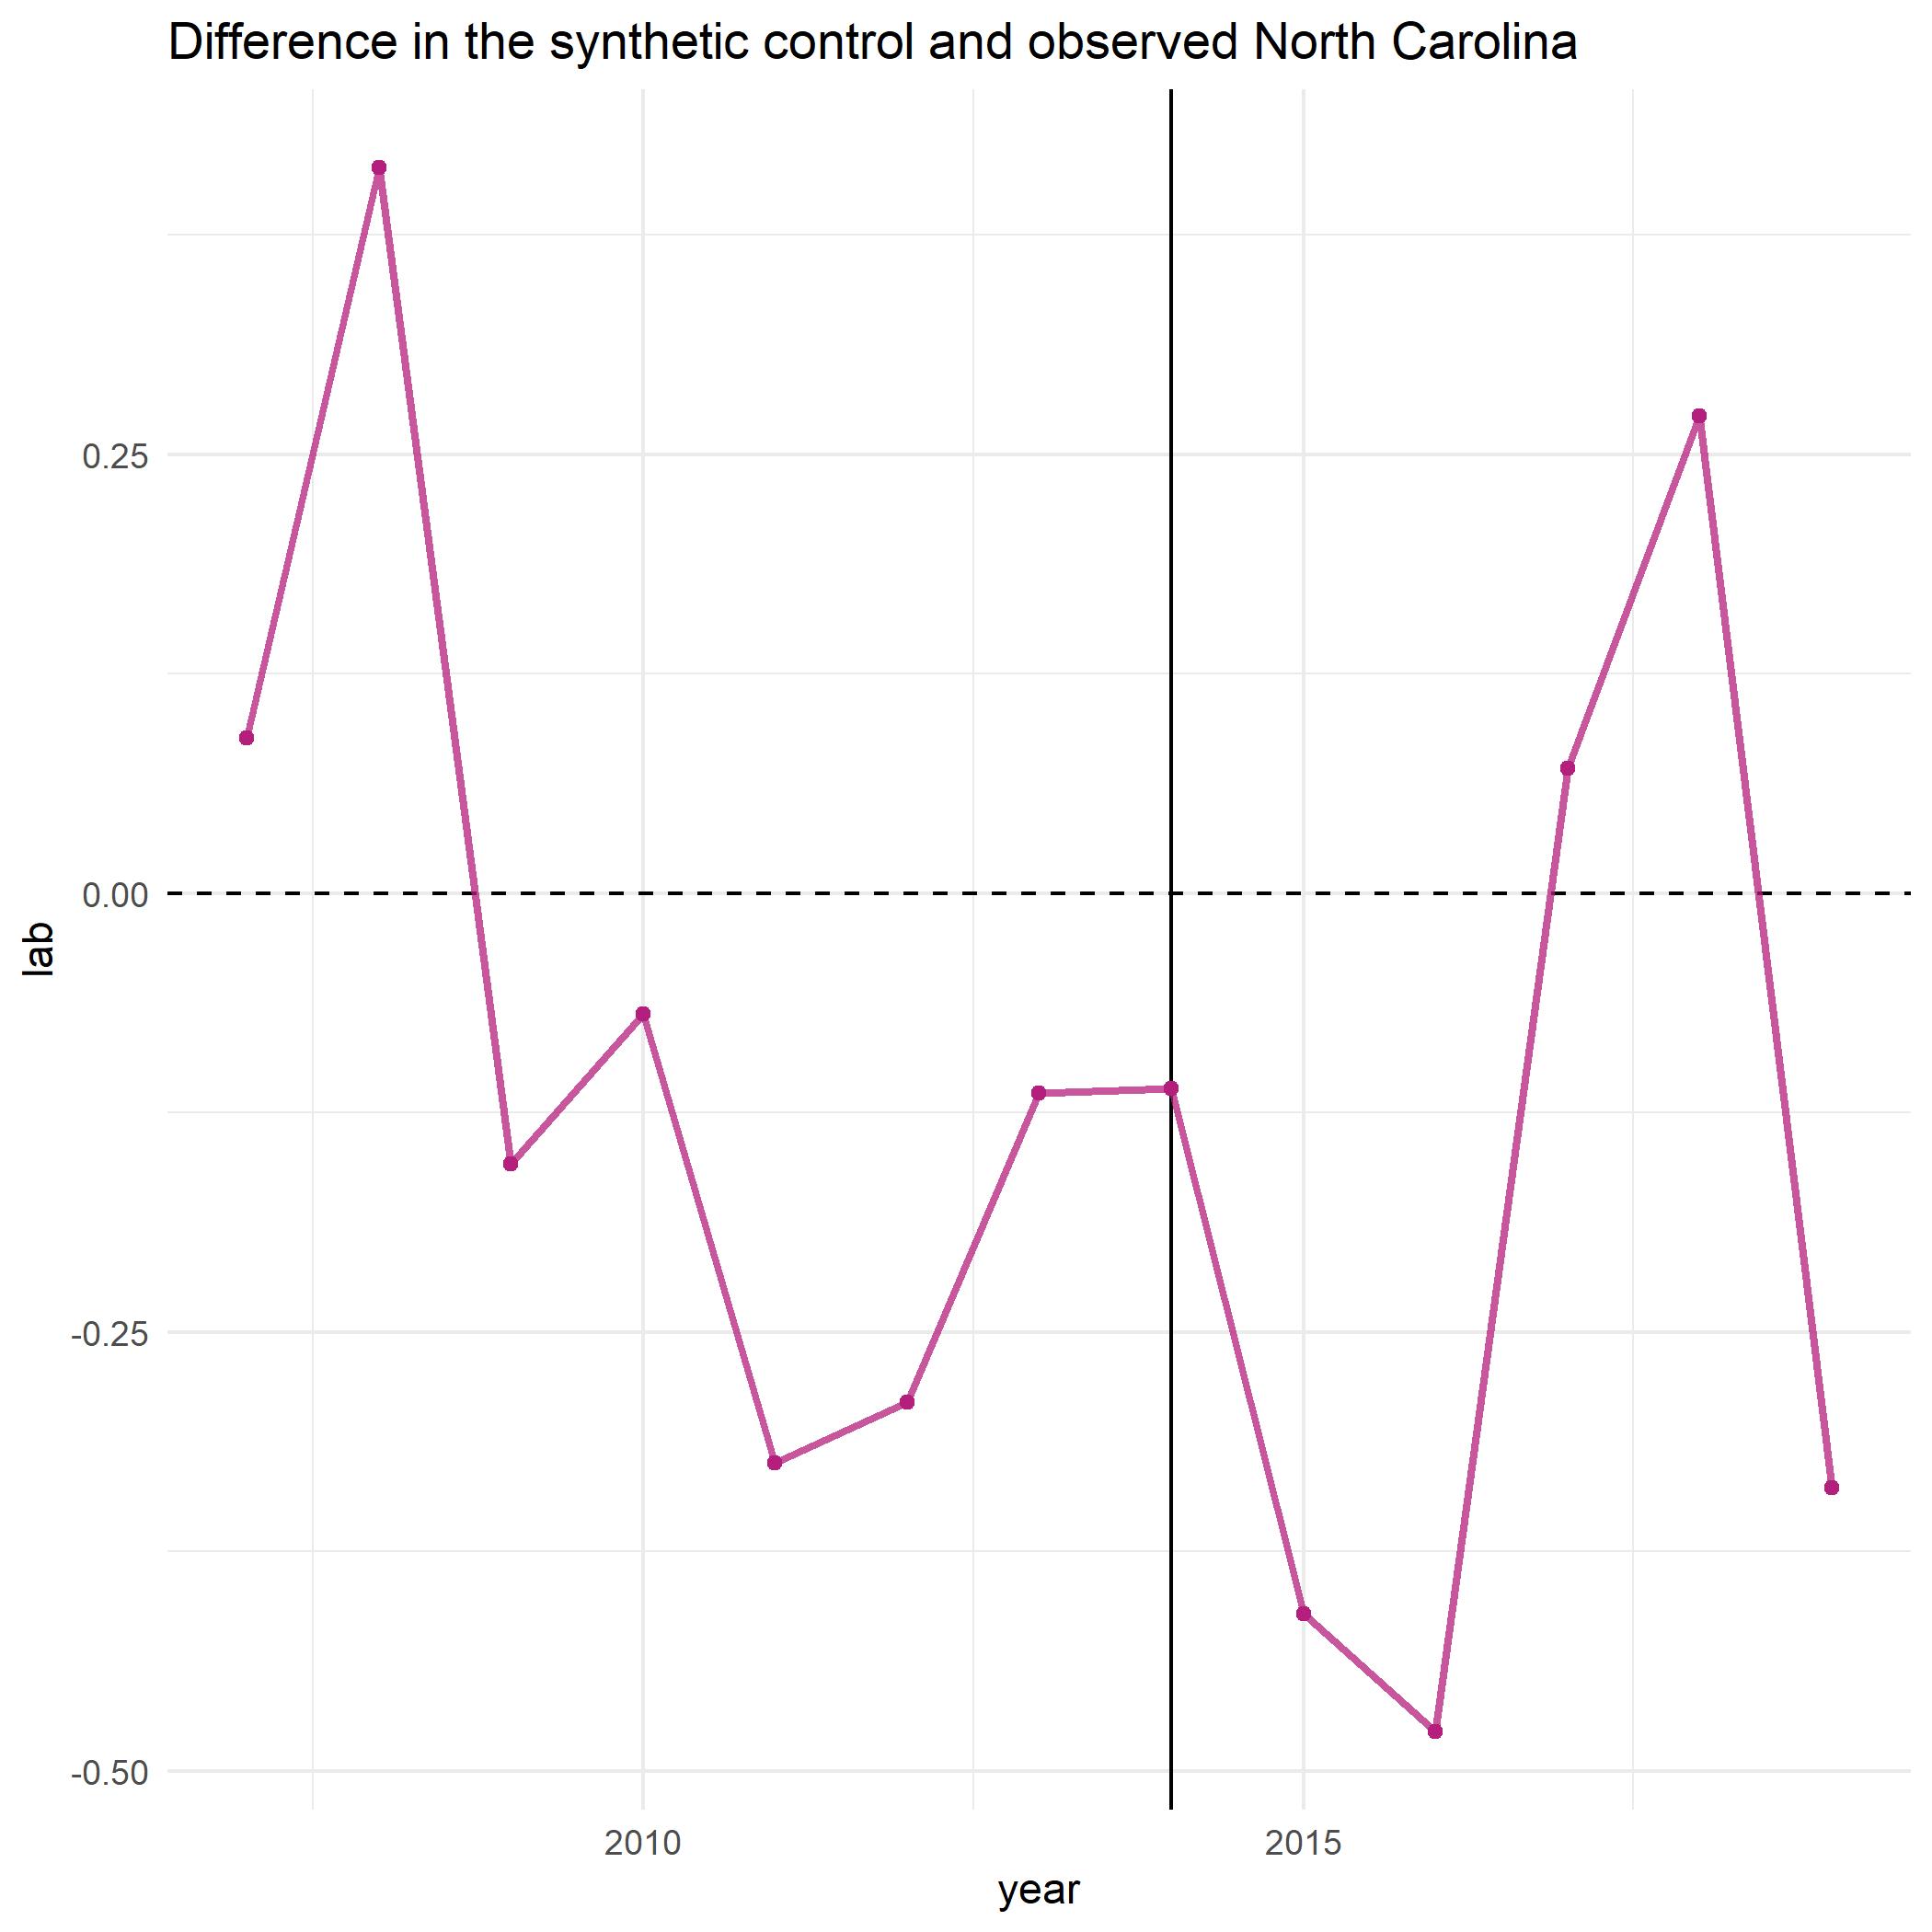 Difference in the synthetic control and observed North Carolina
0.25
0.00
lab
-0.25
-0.50
2010
2015
year